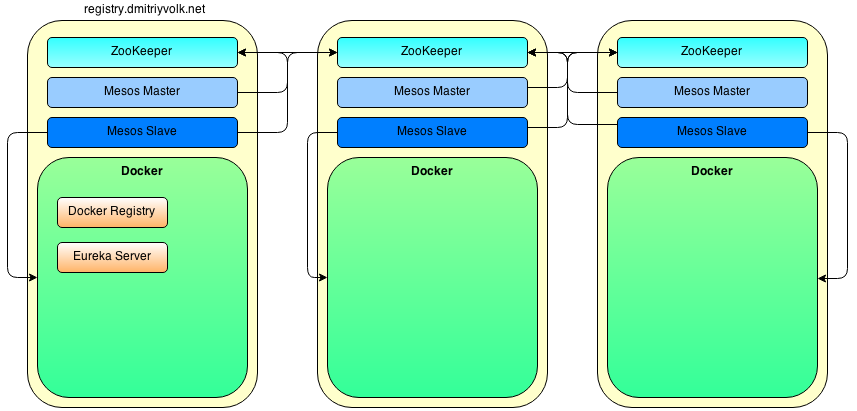 registry.dmitriyvolk.net
ZooKeeper
Mesos Master
Mesos Slave
Docker
Docker Registry
Eureka Server
ZooKeeper
Mesos Master
Mesos Slave
Docker
ZooKeeper
Mesos Master
Mesos Slave
Docker